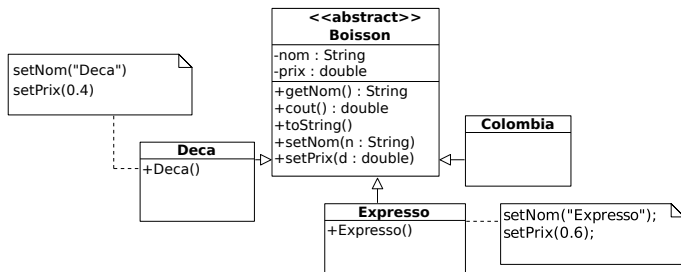 <<abstract>>
Boisson
-nom : String
-prix : double
+getNom() : String
+cout() : double
+toString()
+setNom(n : String)
+setPrix(d : double)
setNom("Deca")
setPrix(0.4)
Deca
+Deca()
Colombia
Expresso
+Expresso()
setNom("Expresso");
setPrix(0.6);